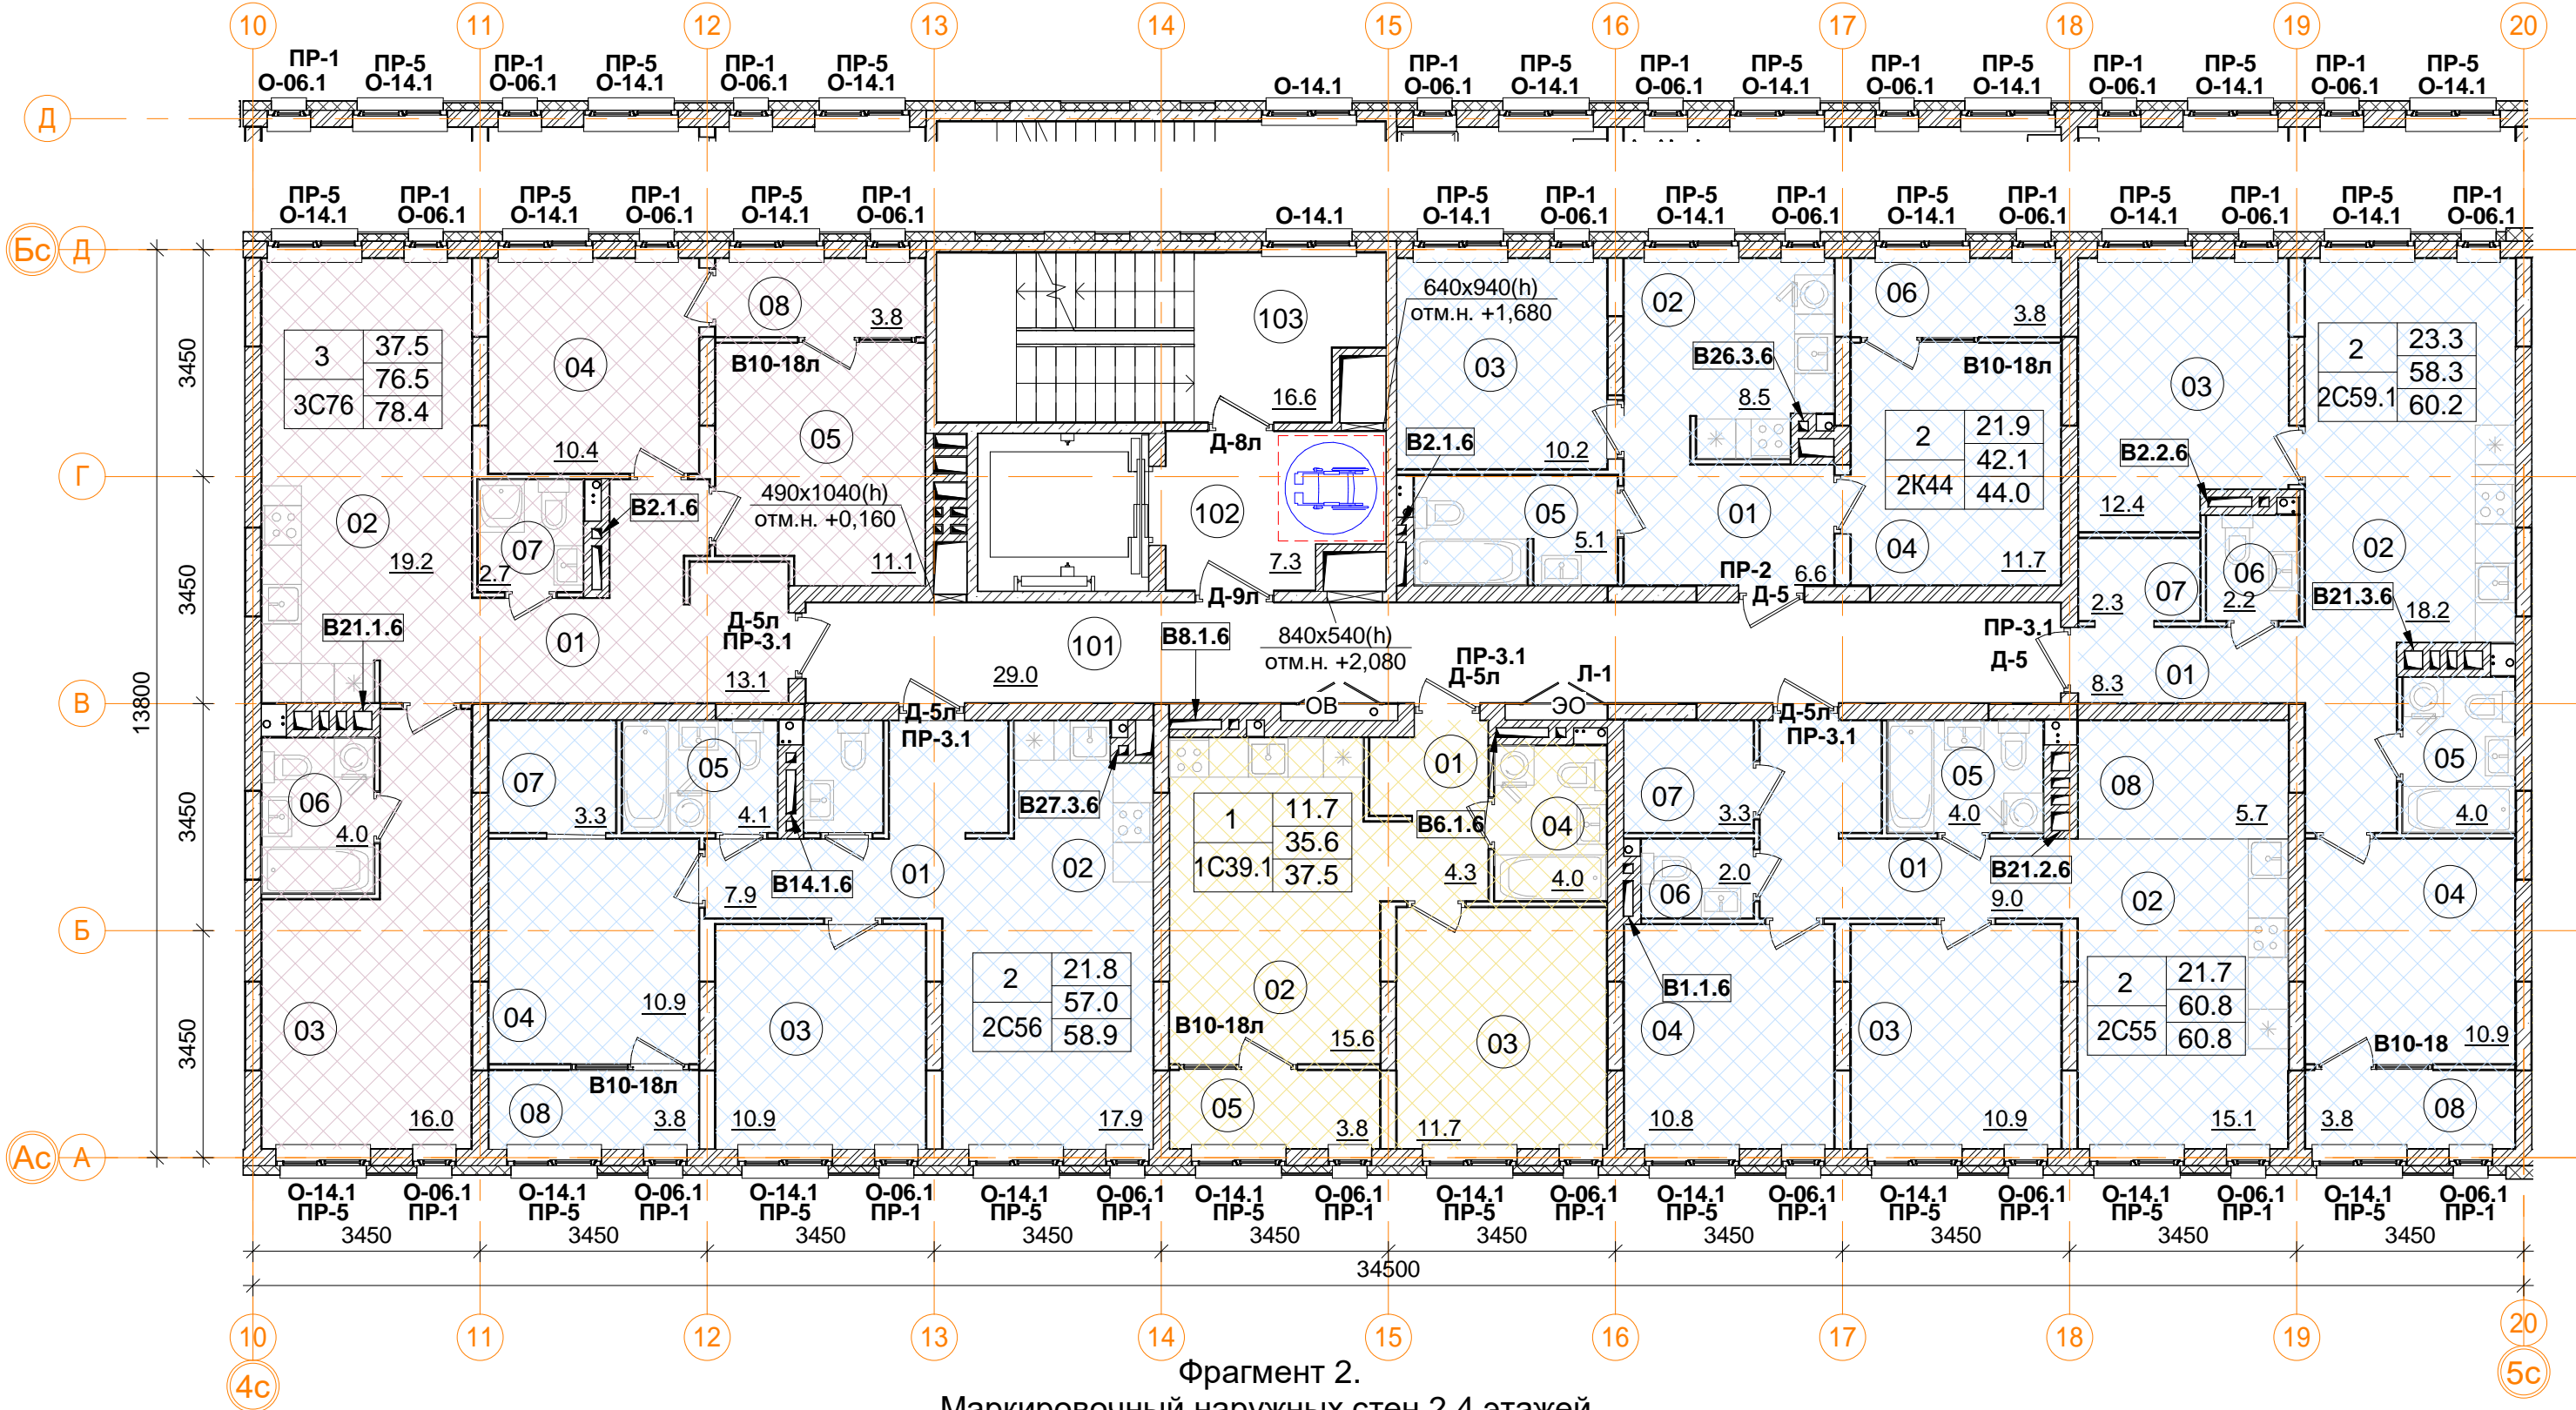 10 11 12 13 14 15 16 17 18 19 20
ПР-1 ПР-5 ПР-1 ПР-5 ПР-1 ПР-5 ПР-1 ПР-5 ПР-1 ПР-5 ПР-1 ПР-5 ПР-1 ПР-5 ПР-1 ПР-5
О-06.1 О-14.1 О-06.1 О-14.1 О-06.1 О-14.1 О-14.1 О-06.1 О-14.1 О-06.1 О-14.1 О-06.1 О-14.1 О-06.1 О-14.1 О-06.1 О-14.1
Д
ПР-5 ПР-1 ПР-5 ПР-1 ПР-5 ПР-1 ПР-5 ПР-1 ПР-5 ПР-1 ПР-5 ПР-1 ПР-5 ПР-1 ПР-5 ПР-1
О-14.1 О-06.1 О-14.1 О-06.1 О-14.1 О-06.1 О-14.1 О-14.1 О-06.1 О-14.1 О-06.1 О-14.1 О-06.1 О-14.1 О-06.1 О-14.1 О-06.1
Бс Д
Г
В
Б
Ас А
3450
3450
3450
3450
13800
3 37.5
76.5
3С76 78.4
02
19.2
04
10.4
08
3.8
В10-18л
05
11.1
07
2.7
В2.1.6
490х1040(h)
отм.н. +0,160
01
13.1
В21.1.6
Д-5л
ПР-3.1
06
4.0
03
16.0
103
16.6
Д-8л
102
7.3
Д-9л
101
29.0
В8.1.6
840х540(h)
отм.н. +2,080
ОВ
ПР-3.1
Д-5л
Л-1
ЭО
640х940(h)
отм.н. +1,680
03
10.2
В2.1.6
05
5.1
02
В26.3.6
8.5
01
6.6
ПР-2
Д-5
06
3.8
В10-18л
2 21.9
42.1
2К44 44.0
04
11.7
03
В2.2.6
12.4
2 23.3
58.3
2С59.1 60.2
02
06
2.2
07
2.3
В21.3.6
18.2
ПР-3.1
Д-5
01
8.3
05
4.0
04
10.9
В10-18
3.8
08
07
3.3
05
4.1
В14.1.6
Д-5л
ПР-3.1
В27.3.6
01
7.9
02
04
10.9
В10-18л
08
3.8
03
10.9
2 21.8
57.0
2С56 58.9
17.9
1 11.7
35.6
1С39.1 37.5
01
В6.1.6
04
4.3
4.0
02
В10-18л
15.6
05
3.8
03
11.7
Д-5л
ПР-3.1
07
3.3
05
4.0
08
5.7
В21.2.6
06
2.0
01
9.0
02
В1.1.6
04
10.8
03
10.9
2 21.7
60.8
2С55 60.8
15.1
О-14.1 О-06.1 О-14.1 О-06.1 О-14.1 О-06.1 О-14.1 О-06.1 О-14.1 О-06.1 О-14.1 О-06.1 О-14.1 О-06.1 О-14.1 О-06.1 О-14.1 О-06.1 О-14.1 О-06.1
ПР-5 ПР-1 ПР-5 ПР-1 ПР-5 ПР-1 ПР-5 ПР-1 ПР-5 ПР-1 ПР-5 ПР-1 ПР-5 ПР-1 ПР-5 ПР-1 ПР-5 ПР-1 ПР-5 ПР-1
3450 3450 3450 3450 3450 3450 3450 3450 3450 3450
34500
10 11 12 13 14 15 16 17 18 19 20
4с 5с
Фрагмент 2.
Маркировочный наружных стен 2,4 этажей